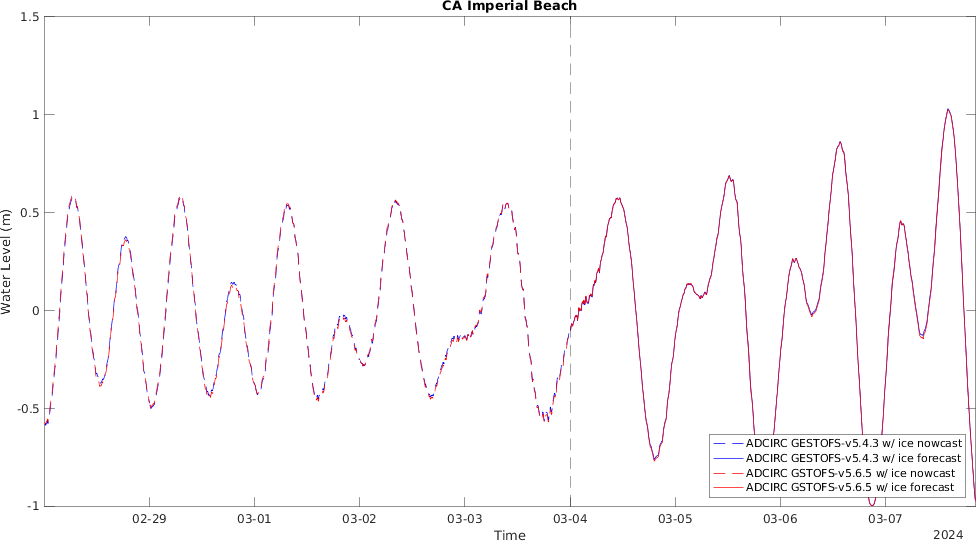 CA Imperial Beach
1.5
1
0.5
0
-0.5
-1
Water Level (m)
02-29
03-01
03-02
03-03
03-04
03-05
03-06
03-07
Time
2024
ADCIRC GESTOFS-v5.4.3 w/ ice nowcast
ADCIRC GESTOFS-v5.4.3 w/ ice forecast
ADCIRC GSTOFS-v5.6.5 w/ ice nowcast
ADCIRC GSTOFS-v5.6.5 w/ ice forecast